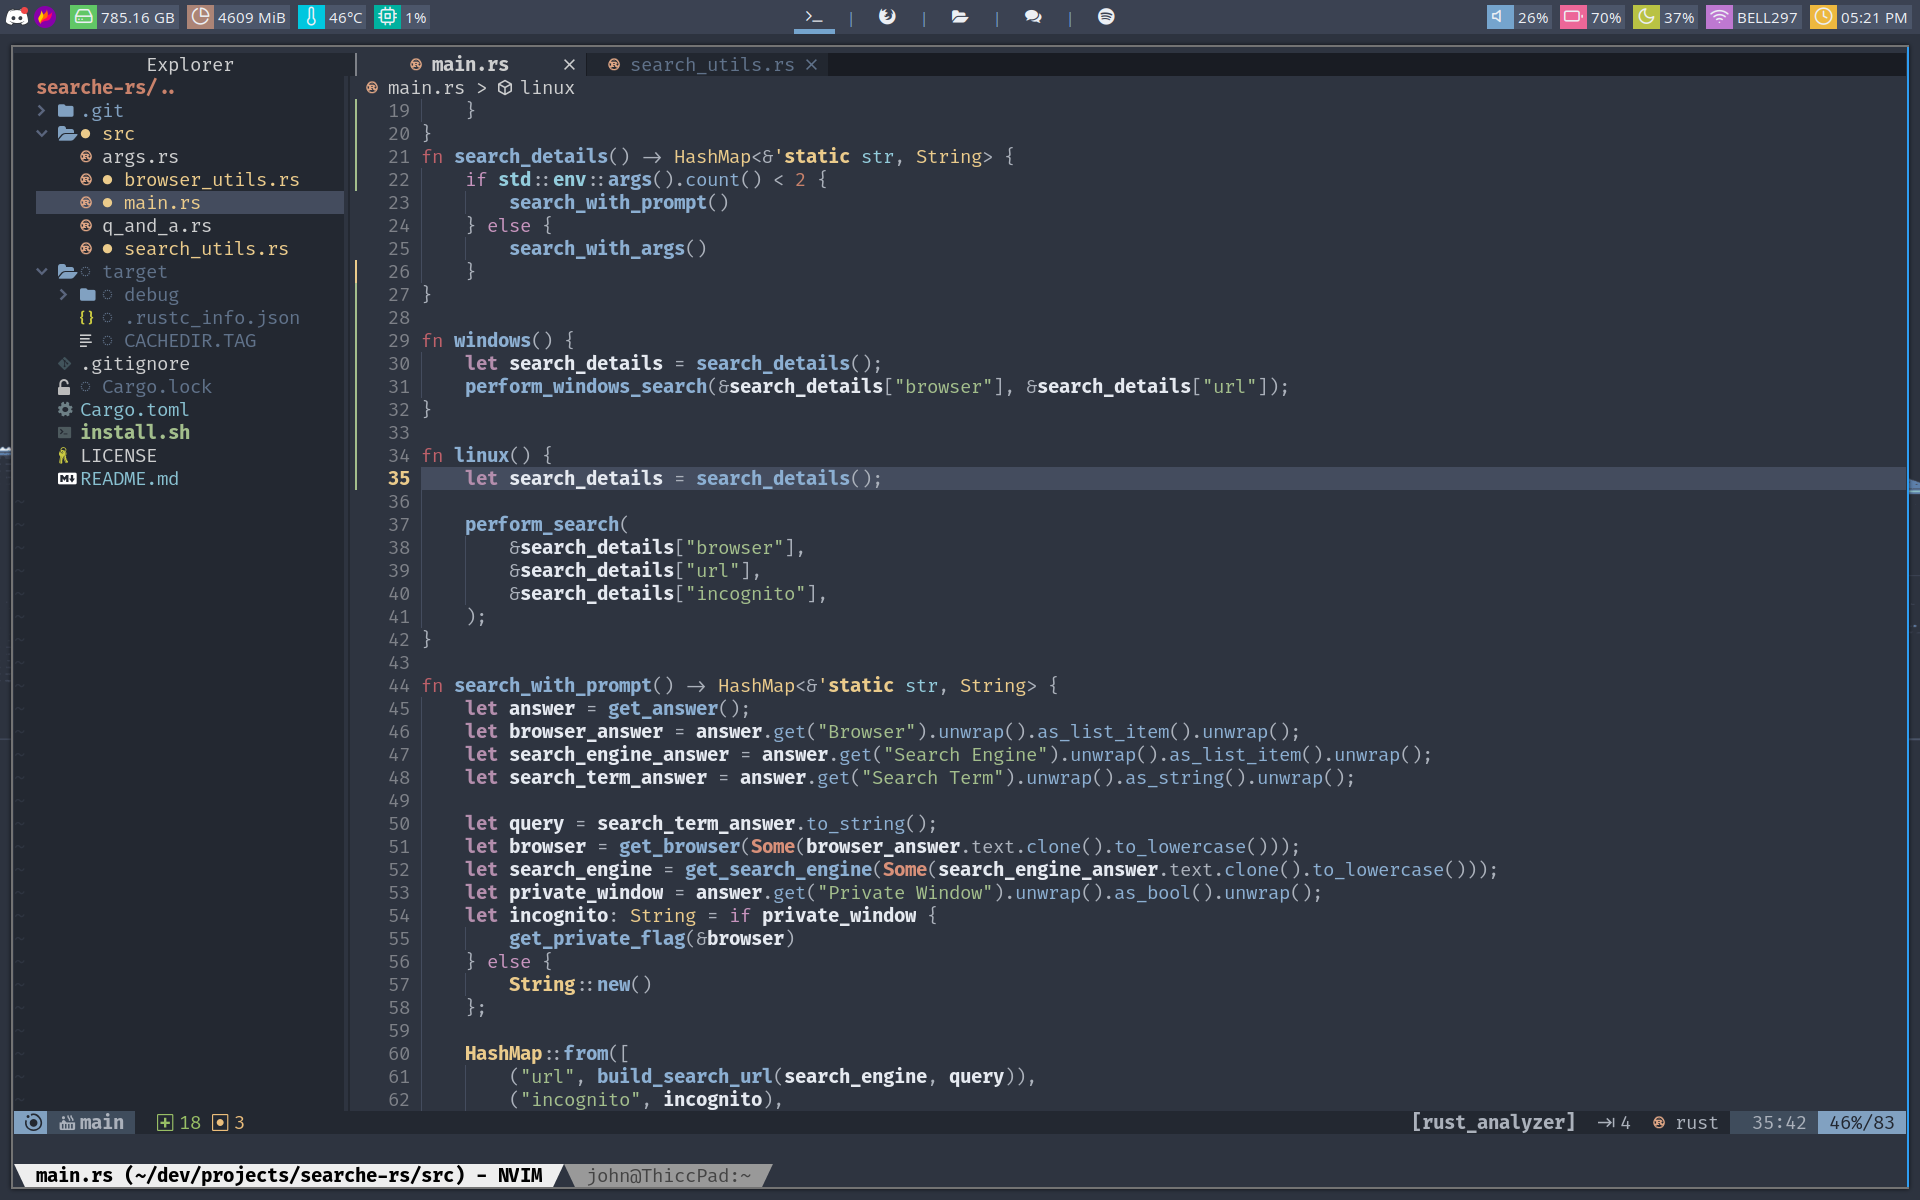 785.16 GB 4609 MiB 46°C 1% 26% 70% 37% BELL297 05:21 PM
Explorer
searche-rs/..
.git
src
args.rs
browser_utils.rs
main.rs
q_and_a.rs
search_utils.rs
target
debug
{} .rustc_info.json
CACHEDIR.TAG
.gitignore
Cargo.lock
Cargo.toml
install.sh
LICENSE
README.md
main.rs × search_utils.rs ×
main.rs > linux
19     }
20 }
21 fn search_details() -> HashMap<&'static str, String> {
22     if std::env::args().count() < 2 {
23         search_with_prompt()
24     } else {
25         search_with_args()
26     }
27 }
28
29 fn windows() {
30     let search_details = search_details();
31     perform_windows_search(&search_details["browser"], &search_details["url"]);
32 }
33
34 fn linux() {
35     let search_details = search_details();
36
37     perform_search(
38         &search_details["browser"],
39         &search_details["url"],
40         &search_details["incognito"],
41     );
42 }
43
44 fn search_with_prompt() -> HashMap<&'static str, String> {
45     let answer = get_answer();
46     let browser_answer = answer.get("Browser").unwrap().as_list_item().unwrap();
47     let search_engine_answer = answer.get("Search Engine").unwrap().as_list_item().unwrap();
48     let search_term_answer = answer.get("Search Term").unwrap().as_string().unwrap();
49
50     let query = search_term_answer.to_string();
51     let browser = get_browser(Some(browser_answer.text.clone().to_lowercase()));
52     let search_engine = get_search_engine(Some(search_engine_answer.text.clone().to_lowercase()));
53     let private_window = answer.get("Private Window").unwrap().as_bool().unwrap();
54     let incognito: String = if private_window {
55         get_private_flag(&browser)
56     } else {
57         String::new()
58     };
59
60     HashMap::from([
61         ("url", build_search_url(search_engine, query)),
62         ("incognito", incognito),
main 18 3 [rust_analyzer] 4 rust 35:42 46%/83
main.rs (~/dev/projects/searche-rs/src) - NVIM john@ThiccPad:~